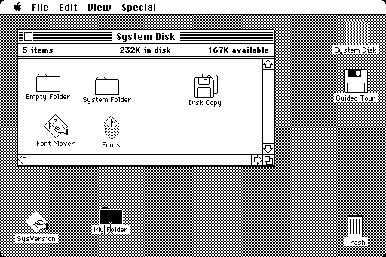 File Edit View Special
System Disk
5 items 232K in disk 167K available
System Disk
Empty Folder System Folder Disk Copy
Guided Tour
Font Mover Fonts
SysVersion My Folder Trash